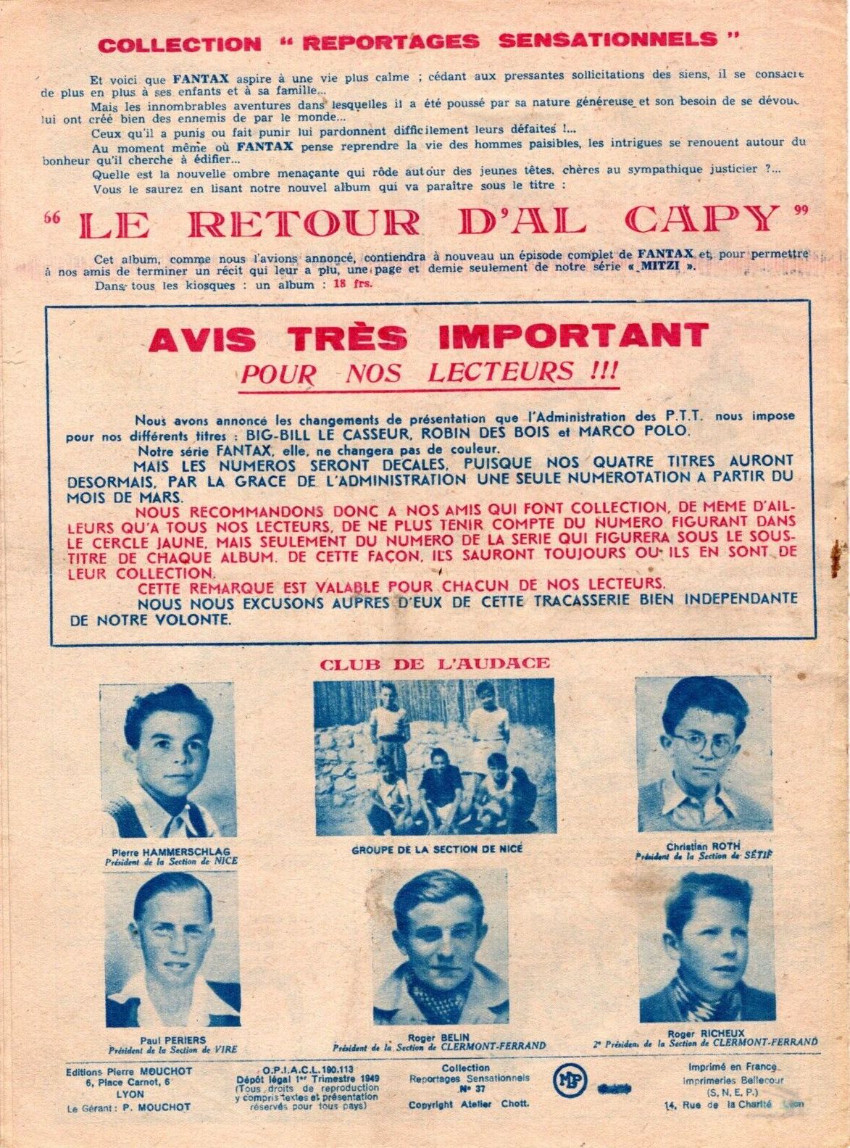 COLLECTION " REPORTAGES SENSATIONNELS "
Et voici que FANTAX aspire à une vie plus calme ; cédant aux pressantes sollicitations des siens, il se consacre
de plus en plus à ses enfants et à sa famille...
Mais les innombrables aventures dans lesquelles il a été poussé par sa nature généreuse et son besoin de se dévou
lui ont créé bien des ennemis de par le monde...
Ceux qu'il a punis ou fait punir lui pardonnent difficilement leurs défaites !...
Au moment même où FANTAX pense reprendre la vie des hommes paisibles, les intrigues se renouent autour du
bonheur qu'il cherche à édifier...
Quelle est la nouvelle ombre menaçante qui rôde autour des jeunes têtes, chères au sympathique justicier ?...
Vous le saurez en lisant notre nouvel album qui va paraître sous le titre :
" LE RETOUR D'AL CAPY "
Cet album, comme nous l'avions annoncé, contiendra à nouveau un épisode complet de FANTAX et, pour permettre
à nos amis de terminer un récit qui leur a plu, une page et demie seulement de notre série « MITZI ».
Dans tous les kiosques : un album : 18 frs.
AVIS TRÈS IMPORTANT
POUR NOS LECTEURS !!!
Nous avons annoncé les changements de présentation que l'Administration des P.T.T. nous impose
pour nos différents titres : BIG-BILL LE CASSEUR, ROBIN DES BOIS et MARCO POLO.
Notre série FANTAX, elle, ne changera pas de couleur.
MAIS LES NUMEROS SERONT DECALES, PUISQUE NOS QUATRE TITRES AURONT
DESORMAIS, PAR LA GRACE DE L'ADMINISTRATION UNE SEULE NUMEROTATION A PARTIR DU
MOIS DE MARS.
NOUS RECOMMANDONS DONC A NOS AMIS QUI FONT COLLECTION, DE MEME D'AIL-
LEURS QU'A TOUS NOS LECTEURS, DE NE PLUS TENIR COMPTE DU NUMERO FIGURANT DANS
LE CERCLE JAUNE, MAIS SEULEMENT DU NUMERO DE LA SERIE QUI FIGURERA SOUS LE SOUS-
TITRE DE CHAQUE ALBUM. DE CETTE FAÇON, ILS SAURONT TOUJOURS OU ILS EN SONT DE
LEUR COLLECTION.
CETTE REMARQUE EST VALABLE POUR CHACUN DE NOS LECTEURS.
NOUS NOUS EXCUSONS AUPRES D'EUX DE CETTE TRACASSERIE BIEN INDEPENDANTE
DE NOTRE VOLONTE.
CLUB DE L'AUDACE
Pierre HAMMERSCHLAG
Président de la Section de NICE
GROUPE DE LA SECTION DE NICE
Christian ROTH
Président de la Section de SÉTIF
Paul PERIERS
Président de la Section de VIRE
Roger BELIN
Président de la Section de CLERMONT-FERRAND
Roger RICHEUX
2e Président de la Section de CLERMONT-FERRAND
Editions Pierre MOUCHOT
6, Place Carnot, 6
LYON
Le Gérant : P. MOUCHOT
O.P.I.A.C.L. 190.113
Dépôt légal 1er Trimestre 1949
(Tous droits de reproduction
y compris textes et présentation
réservés pour tous pays)
Collection
Reportages Sensationnels
N° 37
Copyright Atelier Chott.
MP
Imprimé en France
Imprimeries Bellecour
(S. N. E. P.)
14, Rue de la Charité Lyon